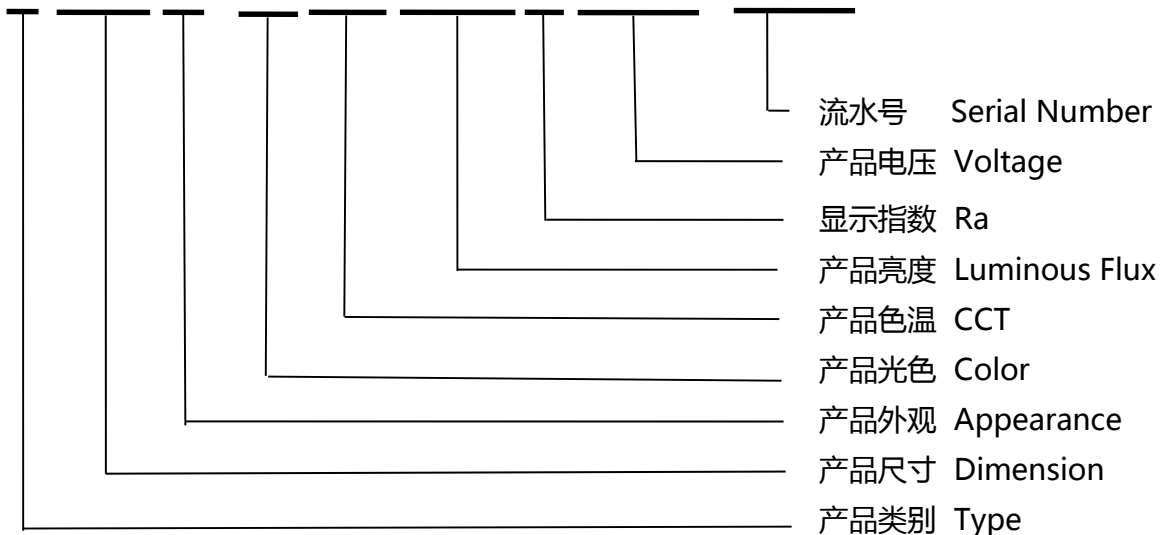 流水号 Serial Number
产品电压 Voltage
显示指数 Ra
产品亮度 Luminous Flux
产品色温 CCT
产品光色 Color
产品外观 Appearance
产品尺寸 Dimension
产品类别 Type